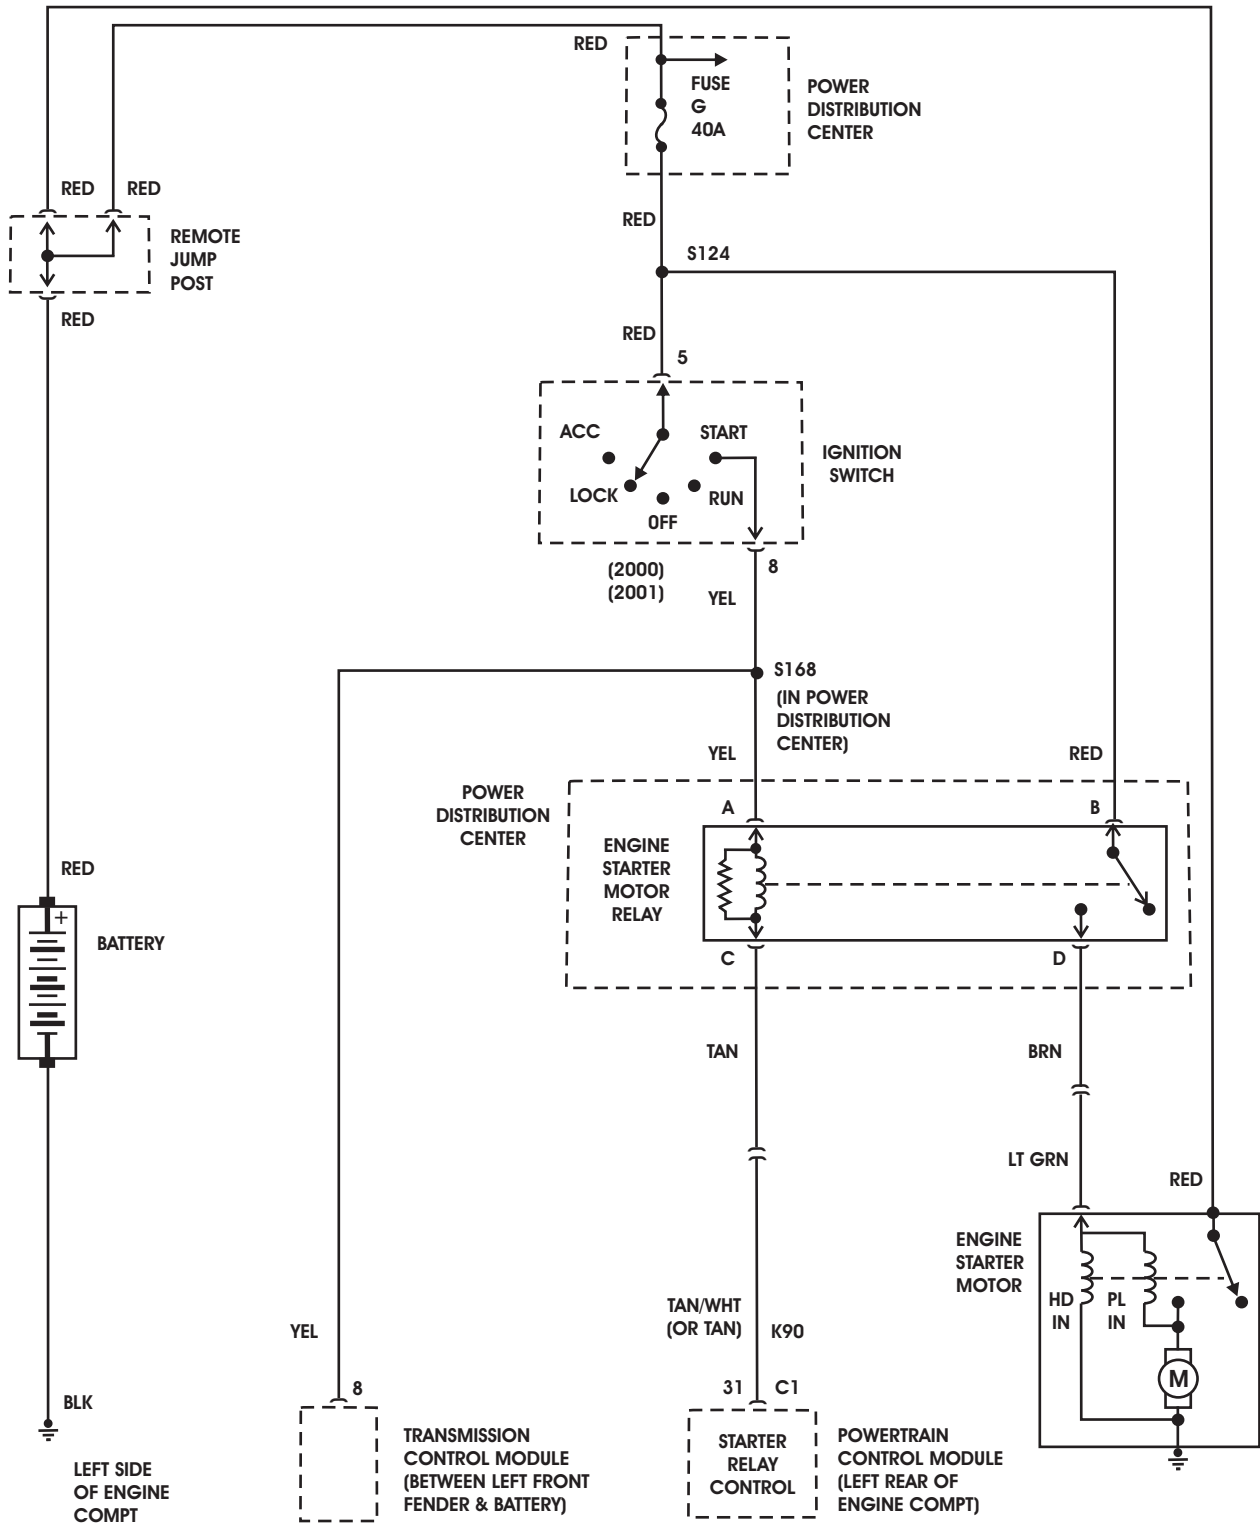 RED
FUSE
G
40A
POWER
DISTRIBUTION
CENTER
RED
RED
REMOTE
JUMP
POST
RED
RED
S124
RED
5
ACC
START
LOCK
RUN
OFF
IGNITION
SWITCH
(2000)
(2001)
8
YEL
S168
(IN POWER
DISTRIBUTION
CENTER)
YEL
RED
POWER
DISTRIBUTION
CENTER
A
B
ENGINE
STARTER
MOTOR
RELAY
C
D
RED
+
BATTERY
TAN
BRN
LT GRN
RED
ENGINE
STARTER
MOTOR
HD
IN
PL
IN
M
TAN/WHT
(OR TAN)
K90
YEL
8
31
C1
BLK
LEFT SIDE
OF ENGINE
COMPT
TRANSMISSION
CONTROL MODULE
(BETWEEN LEFT FRONT
FENDER & BATTERY)
STARTER
RELAY
CONTROL
POWERTRAIN
CONTROL MODULE
(LEFT REAR OF
ENGINE COMPT)